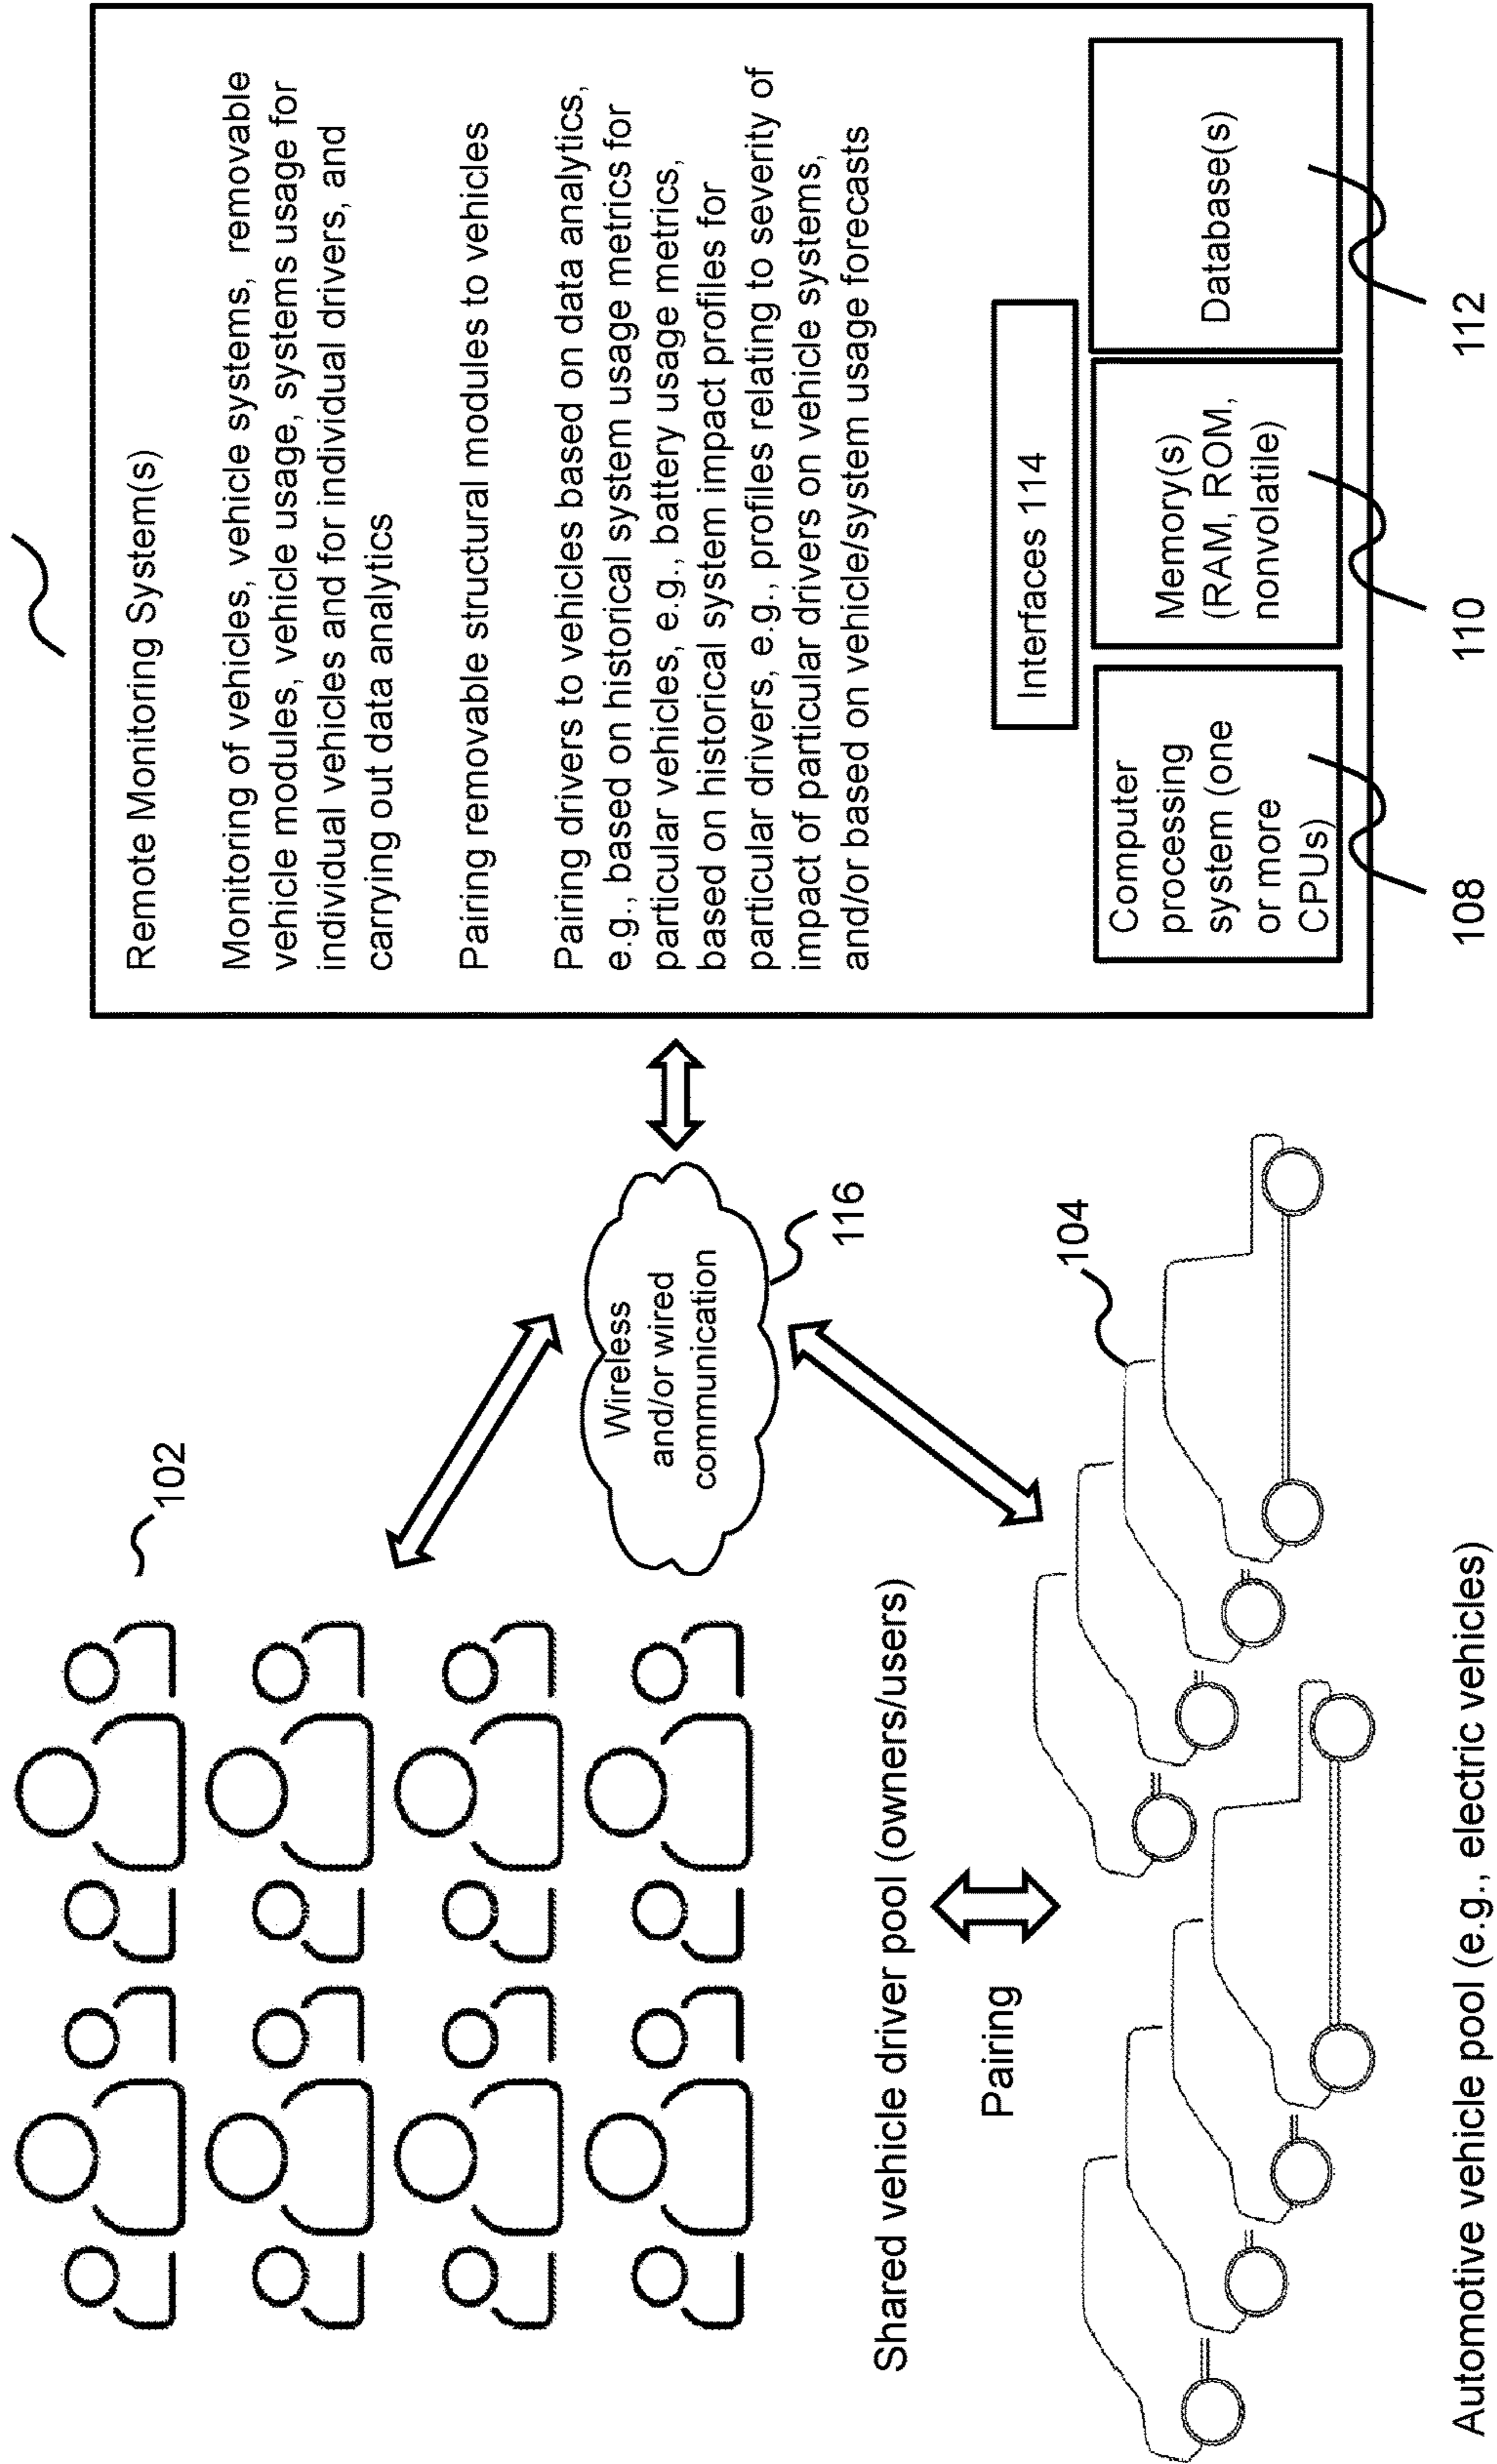 102
Shared vehicle driver pool (owners/users)
Pairing
104
Automotive vehicle pool (e.g., electric vehicles)
Wireless
and/or wired
communication
116
Remote Monitoring System(s)
Monitoring of vehicles, vehicle systems, removable
vehicle modules, vehicle usage, systems usage for
individual vehicles and for individual drivers, and
carrying out data analytics
Pairing removable structural modules to vehicles
Pairing drivers to vehicles based on data analytics,
e.g., based on historical system usage metrics for
particular vehicles, e.g., battery usage metrics,
based on historical system impact profiles for
particular drivers, e.g., profiles relating to severity of
impact of particular drivers on vehicle systems,
and/or based on vehicle/system usage forecasts
Interfaces 114
Computer
processing
system (one
or more
CPUs)
Memory(s)
(RAM, ROM,
nonvolatile)
Database(s)
108
110
112